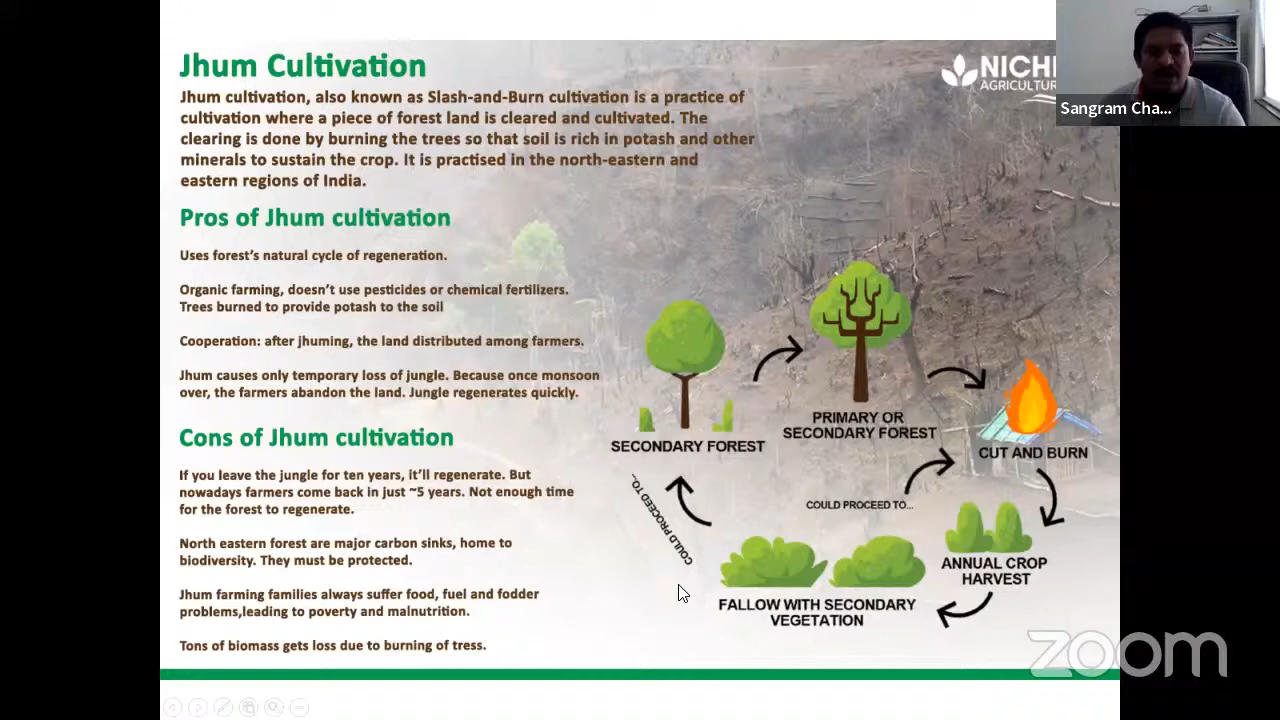 Jhum Cultivation
Jhum cultivation, also known as Slash-and-Burn cultivation is a practice of
cultivation where a piece of forest land is cleared and cultivated. The
clearing is done by burning the trees so that soil is rich in potash and other
minerals to sustain the crop. It is practised in the north-eastern and
eastern regions of India.
NICHE
AGRICULTUR
Sangram Cha...
Pros of Jhum cultivation
Uses forest's natural cycle of regeneration.
Organic farming, doesn't use pesticides or chemical fertilizers.
Trees burned to provide potash to the soil
Cooperation: after jhuming, the land distributed among farmers.
Jhum causes only temporary loss of jungle. Because once monsoon
over, the farmers abandon the land. Jungle regenerates quickly.
Cons of Jhum cultivation
If you leave the jungle for ten years, it'll regenerate. But
nowadays farmers come back in just ~5 years. Not enough time
for the forest to regenerate.
North eastern forest are major carbon sinks, home to
biodiversity. They must be protected.
Jhum farming families always suffer food, fuel and fodder
problems,leading to poverty and malnutrition.
Tons of biomass gets loss due to burning of tress.
SECONDARY FOREST
PRIMARY OR
SECONDARY FOREST
CUT AND BURN
COULD PROCEED TO...
COULD PROCEED TO...
ANNUAL CROP
HARVEST
FALLOW WITH SECONDARY
VEGETATION
zoom